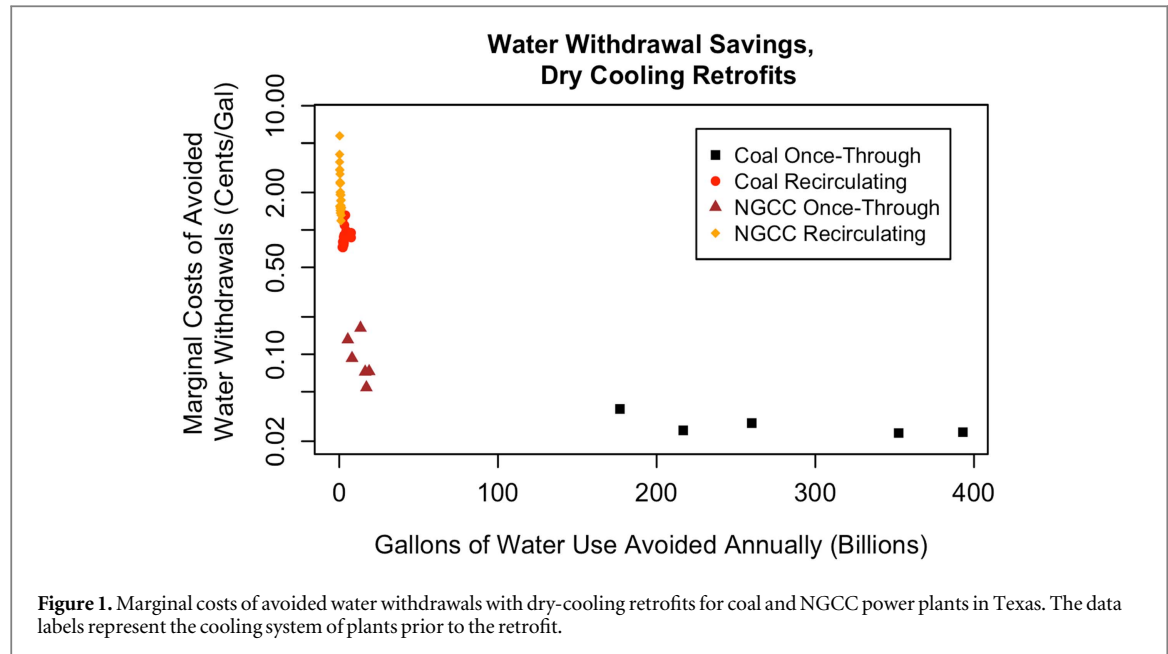 Water Withdrawal Savings,
Dry Cooling Retrofits
Marginal Costs of Avoided
Water Withdrawals (Cents/Gal)
10.00
2.00
0.50
0.10
0.02
Coal Once-Through
Coal Recirculating
NGCC Once-Through
NGCC Recirculating
0 100 200 300 400
Gallons of Water Use Avoided Annually (Billions)
Figure 1. Marginal costs of avoided water withdrawals with dry-cooling retrofits for coal and NGCC power plants in Texas. The data
labels represent the cooling system of plants prior to the retrofit.